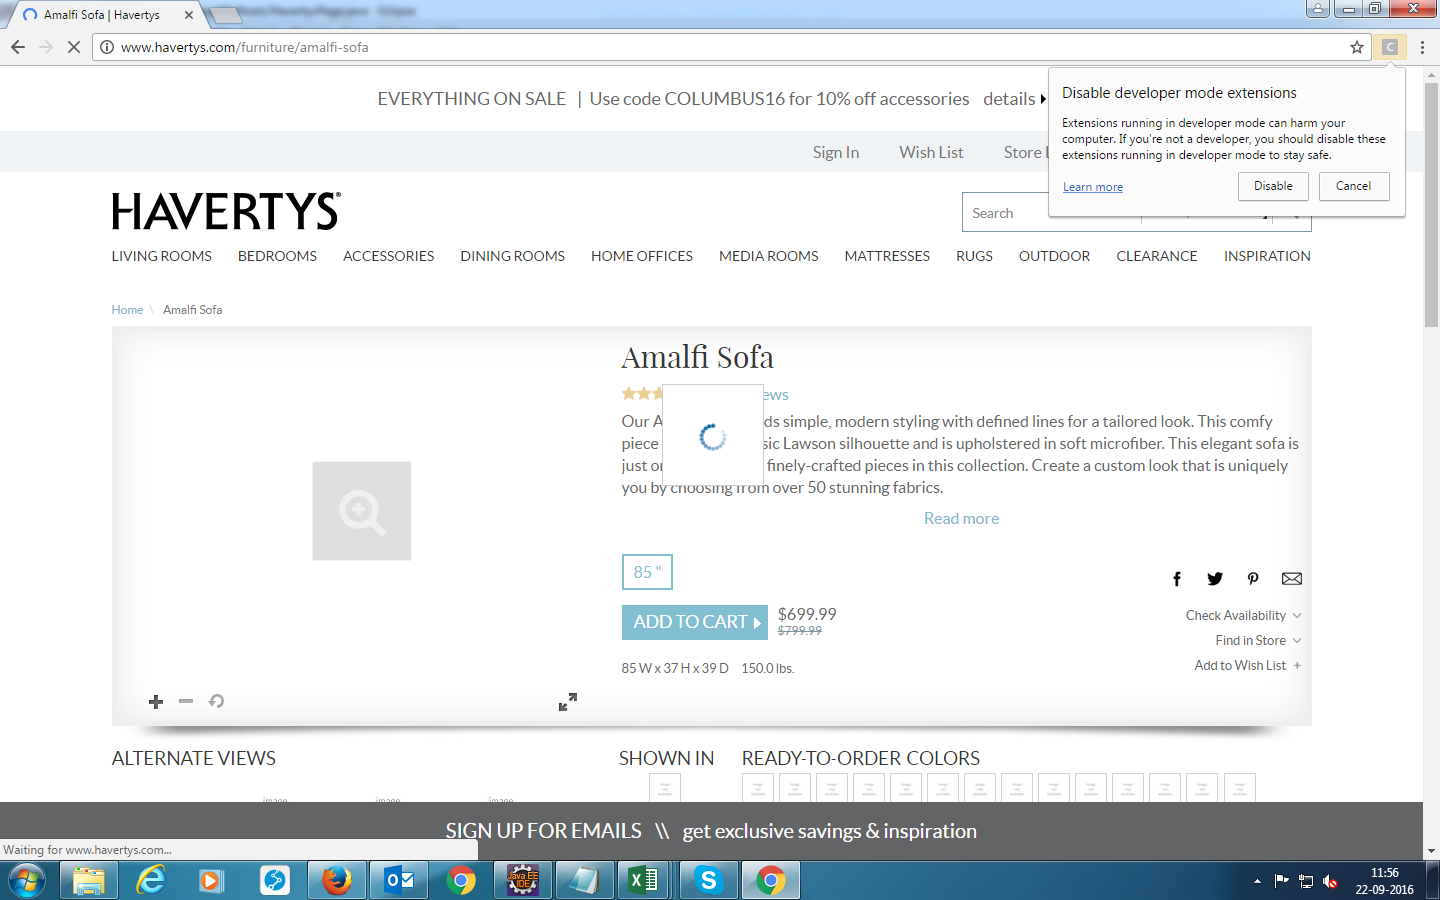 Amalfi Sofa | Havertys
www.havertys.com/furniture/amalfi-sofa
C
Disable developer mode extensions
Extensions running in developer mode can harm your
computer. If you're not a developer, you should disable these
extensions running in developer mode to stay safe.
Learn more
Disable
Cancel
EVERYTHING ON SALE | Use code COLUMBUS16 for 10% off accessories details
Sign In
Wish List
Store
HAVERTYS®
Search
LIVING ROOMS BEDROOMS ACCESSORIES DINING ROOMS HOME OFFICES MEDIA ROOMS MATTRESSES RUGS OUTDOOR CLEARANCE INSPIRATION
Home \ Amalfi Sofa
Amalfi Sofa
ews
Our A ds simple, modern styling with defined lines for a tailored look. This comfy
piece sic Lawson silhouette and is upholstered in soft microfiber. This elegant sofa is
just or finely-crafted pieces in this collection. Create a custom look that is uniquely
you by choosing from over 50 stunning fabrics.
Read more
85 "
ADD TO CART
$699.99
$799.99
85 W x 37 H x 39 D 150.0 lbs.
Check Availability
Find in Store
Add to Wish List +
ALTERNATE VIEWS
SHOWN IN
READY-TO-ORDER COLORS
image image image
SIGN UP FOR EMAILS \\ get exclusive savings & inspiration
Waiting for www.havertys.com...
Java EE
IDE
11:56
22-09-2016